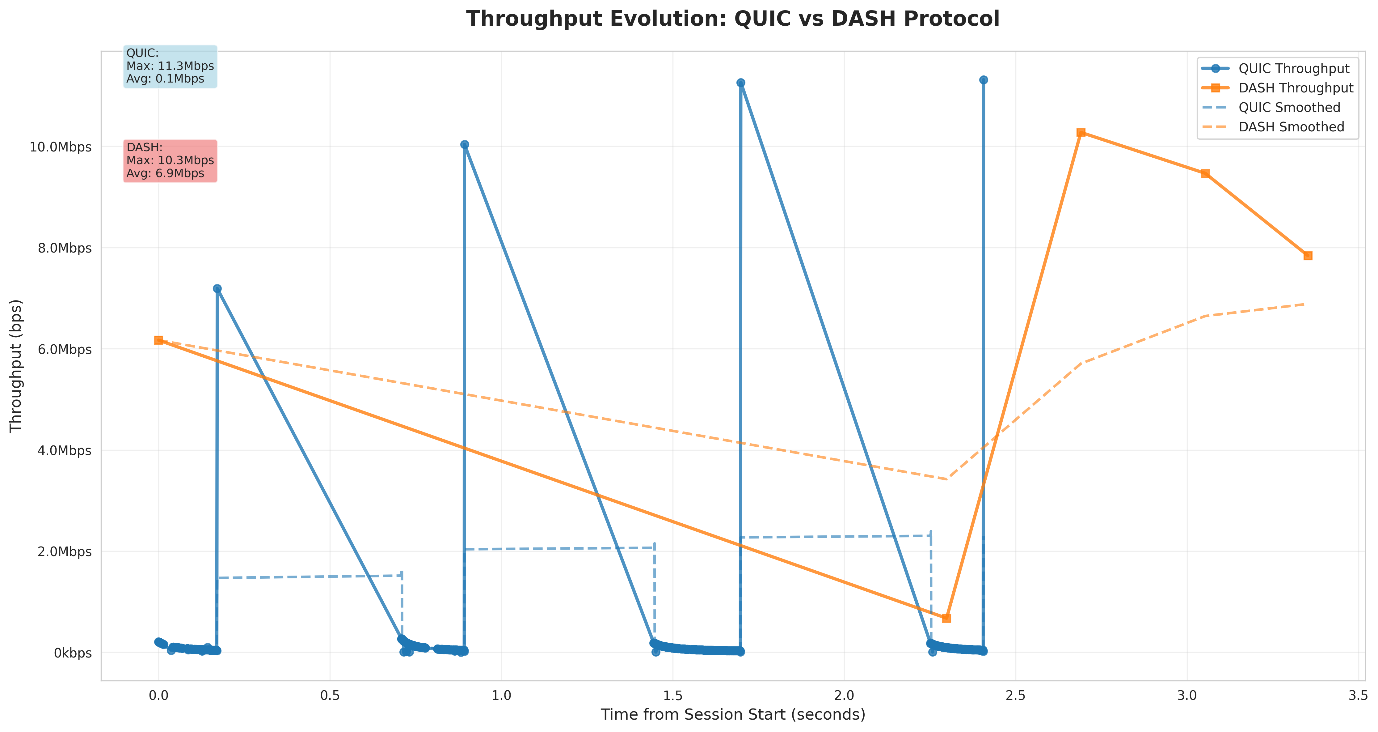 Throughput Evolution: QUIC vs DASH Protocol
QUIC:
Max: 11.3Mbps
Avg: 0.1Mbps
DASH:
Max: 10.3Mbps
Avg: 6.9Mbps
QUIC Throughput
DASH Throughput
QUIC Smoothed
DASH Smoothed
Throughput (bps)
10.0Mbps
8.0Mbps
6.0Mbps
4.0Mbps
2.0Mbps
0kbps
0.0
0.5
1.0
1.5
2.0
2.5
3.0
3.5
Time from Session Start (seconds)